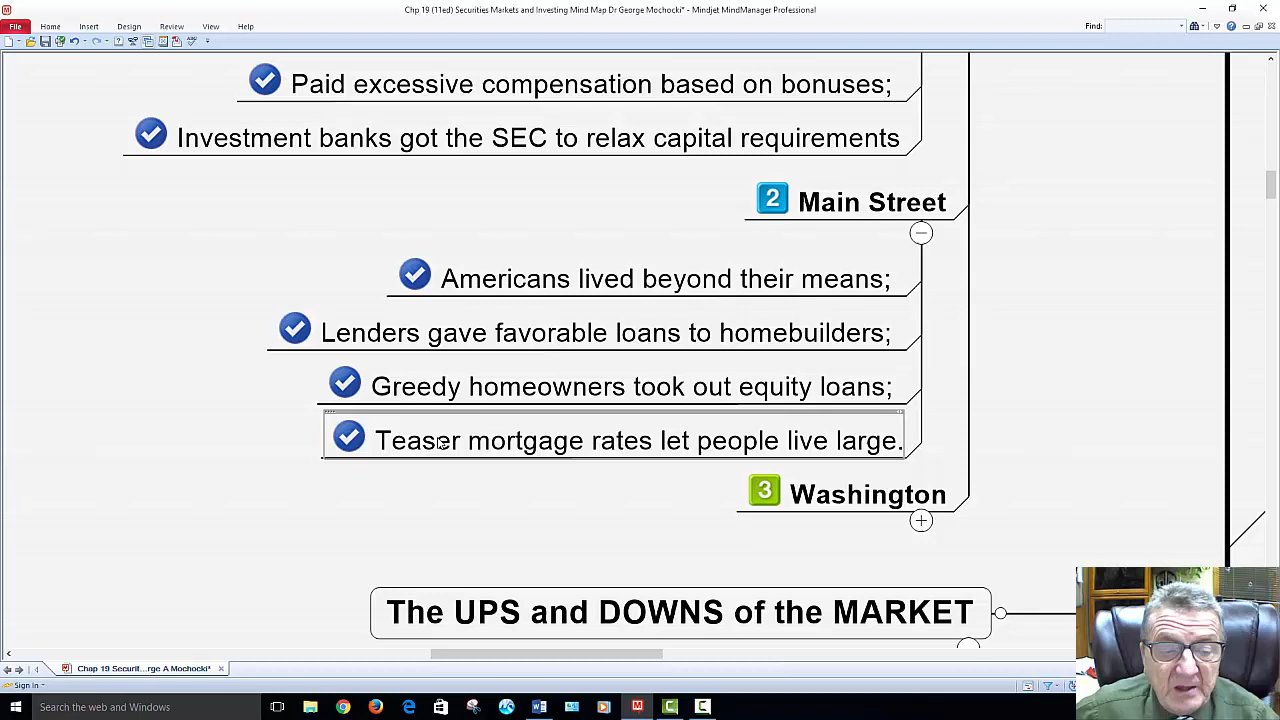 Chp 19 (11ed) Securities Markets and Investing Mind Map Dr George Mochocki* - Mindjet MindManager Professional
File Home Insert Design Review View Help Find:
Paid excessive compensation based on bonuses;
Investment banks got the SEC to relax capital requirements
2 Main Street
Americans lived beyond their means;
Lenders gave favorable loans to homebuilders;
Greedy homeowners took out equity loans;
Teaser mortgage rates let people live large.
3 Washington
The UPS and DOWNS of the MARKET
Chap 19 Securit...rge A Mochocki*
Sign In
Search the web and Windows